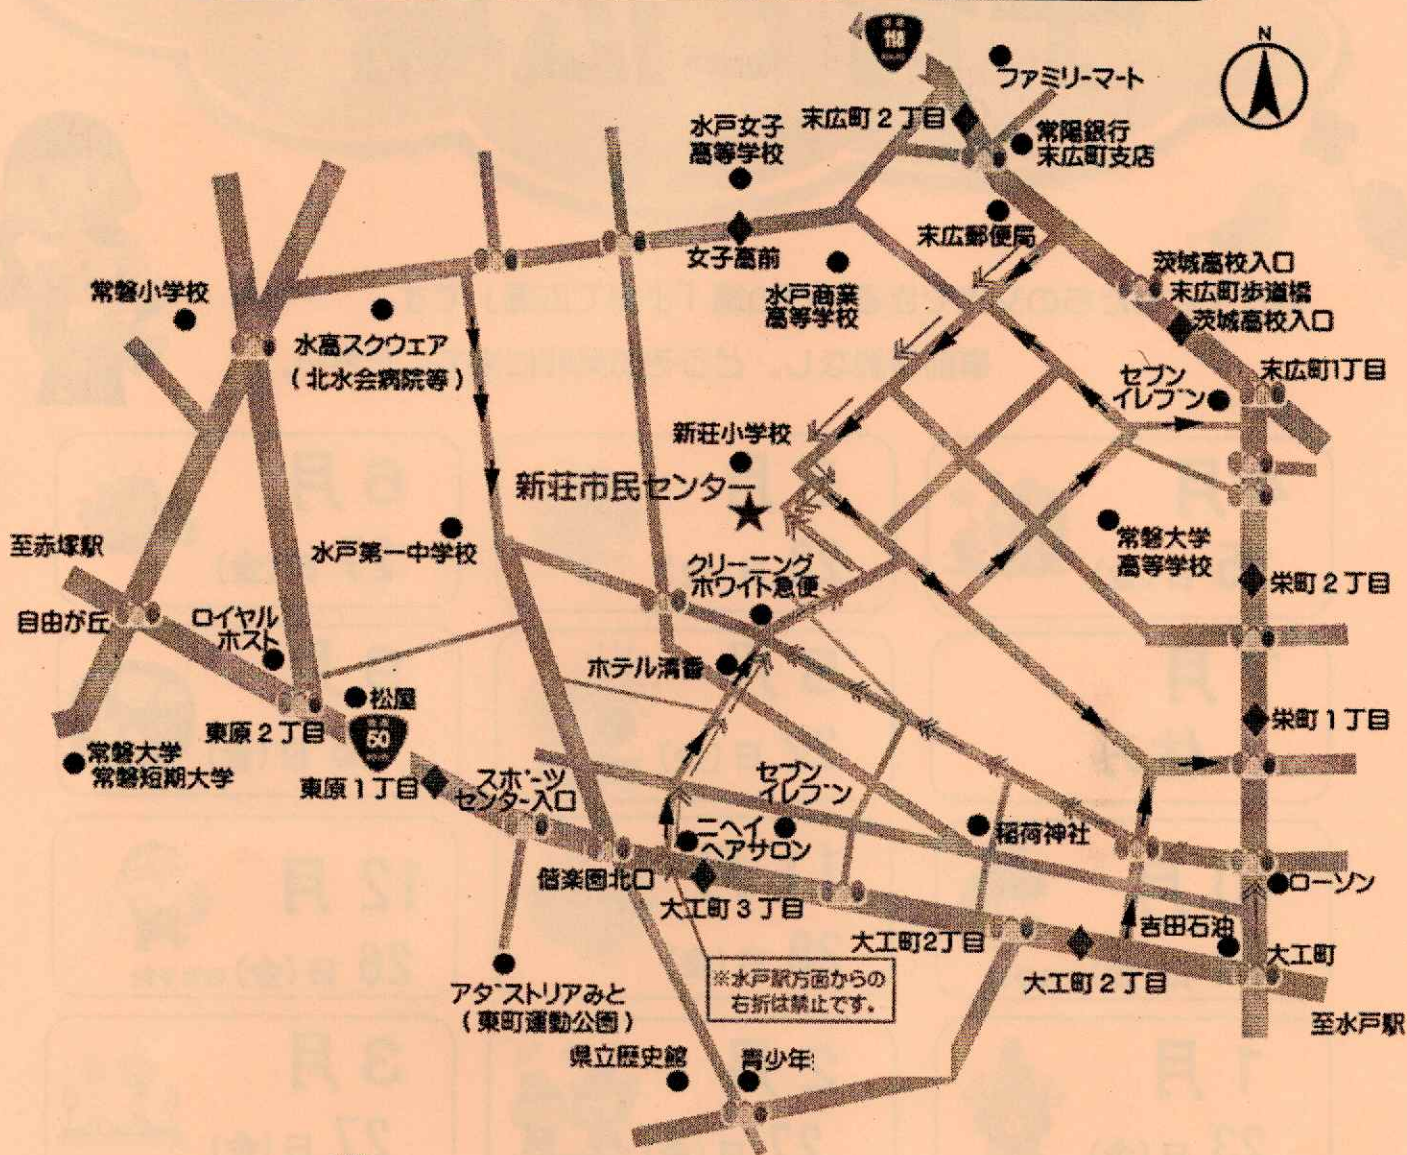 118
N
ファミリーマート
水戸女子
高等学校
末広町2丁目
常陽銀行
末広町支店
末広郵便局
女子高前
水戸商業
高等学校
茨城高校入口
末広町歩道橋
茨城高校入口
常磐小学校
水高スクウェア
(北水会病院等)
セブン
イレブン
末広町1丁目
新荘小学校
新荘市民センター
水戸第一中学校
クリーニング
ホワイト急便
常磐大学
高等学校
栄町2丁目
至赤塚駅
自由が丘
ロイヤル
ホスト
ホテル清香
松屋
東原2丁目
50
栄町1丁目
常磐大学
常磐短期大学
東原1丁目
スポーツ
センター入口
セブン
イレブン
ニヘイ
ヘアサロン
稲荷神社
偕楽園北口
大工町3丁目
ローソン
吉田石油
大工町2丁目
大工町
大工町2丁目
※水戸駅方面からの
右折は禁止です。
アダストリアみと
(東町運動公園)
至水戸駅
県立歴史館
青少年